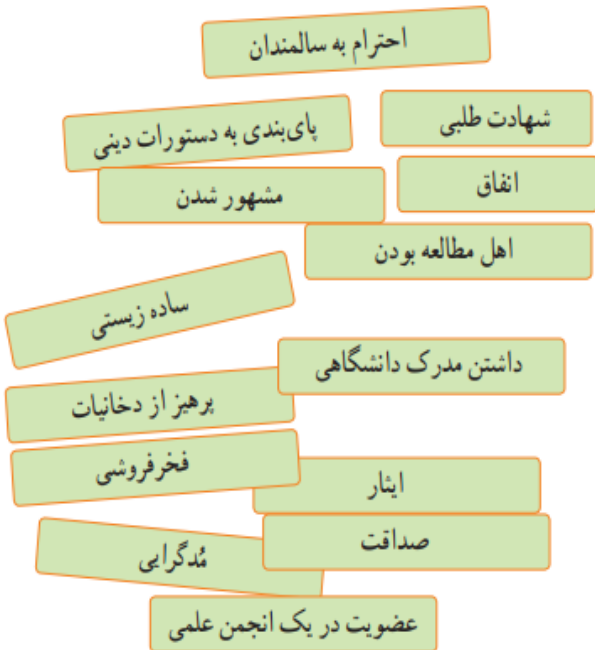 احترام به سالمندان
شهادت طلبی
پای‌بندی به دستورات دینی
انفاق
مشهور شدن
اهل مطالعه بودن
ساده زیستی
داشتن مدرک دانشگاهی
پرهیز از دخانیات
فخرفروشی
ایثار
صداقت
مُدگرایی
عضویت در یک انجمن علمی